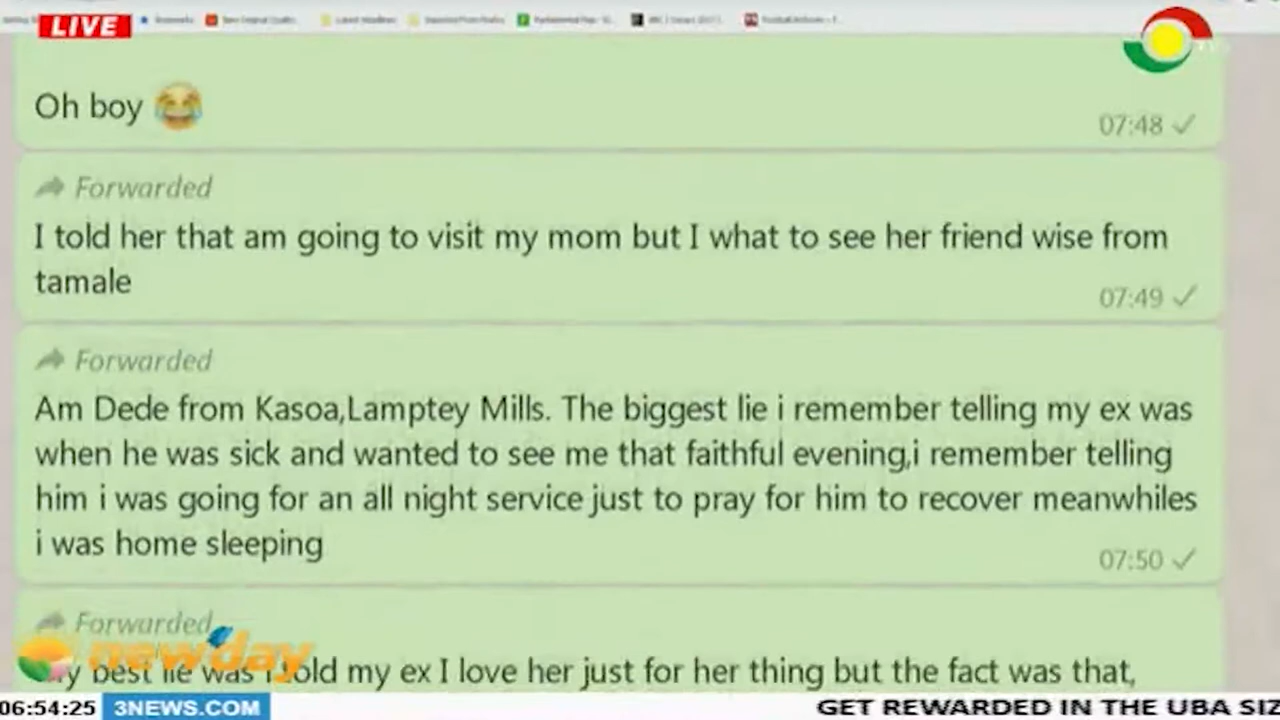 LIVE
Oh boy 😂
07:48
Forwarded
I told her that am going to visit my mom but I what to see her friend wise from
tamale
07:49
Forwarded
Am Dede from Kasoa,Lamptey Mills. The biggest lie i remember telling my ex was
when he was sick and wanted to see me that faithful evening,i remember telling
him i was going for an all night service just to pray for him to recover meanwhiles
i was home sleeping
07:50
Forwarded
newday
best lie was I told my ex I love her just for her thing but the fact was that,
06:54:25
3NEWS.COM
GET REWARDED IN THE UBA SIZ